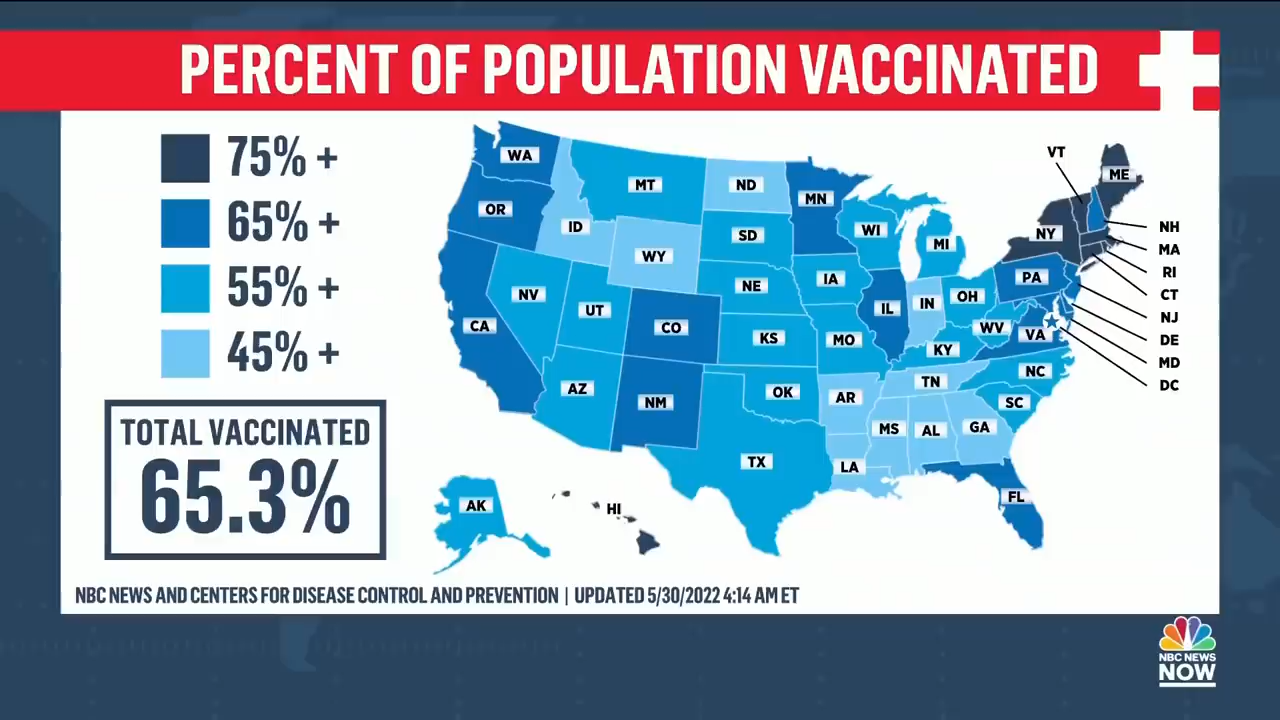 PERCENT OF POPULATION VACCINATED
75% +
65% +
55% +
45% +
TOTAL VACCINATED
65.3%
WA
OR
CA
ID
NV
MT
WY
UT
AZ
CO
NM
ND
SD
NE
KS
OK
TX
MN
IA
MO
AR
LA
WI
IL
MI
IN
OH
KY
TN
MS
AL
GA
WV
VA
NC
SC
FL
PA
NY
VT
ME
NH
MA
RI
CT
NJ
DE
MD
DC
AK
HI
NBC NEWS AND CENTERS FOR DISEASE CONTROL AND PREVENTION | UPDATED 5/30/2022 4:14 AM ET
NBC NEWS
NOW